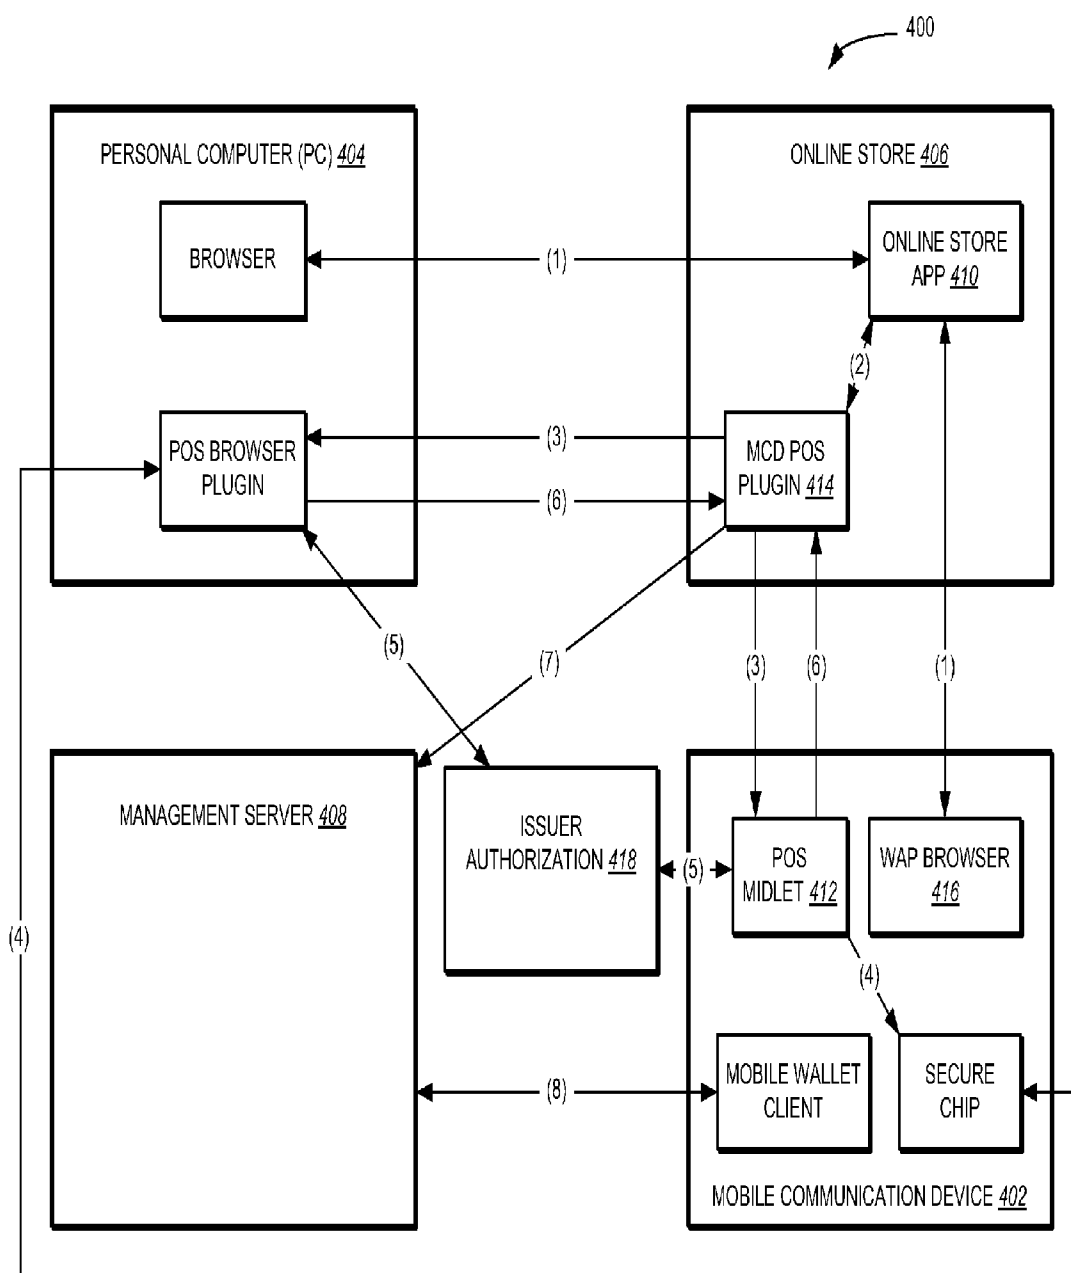 400
PERSONAL COMPUTER (PC) 404
ONLINE STORE 406
BROWSER
(1)
ONLINE STORE
APP 410
(2)
POS BROWSER
PLUGIN
(3)
(6)
MCD POS
PLUGIN 414
(5)
(7)
(3)
(6)
(1)
MANAGEMENT SERVER 408
ISSUER
AUTHORIZATION 418
(5)
POS
MIDLET 412
WAP BROWSER
416
(4)
(4)
(8)
MOBILE WALLET
CLIENT
SECURE
CHIP
MOBILE COMMUNICATION DEVICE 402